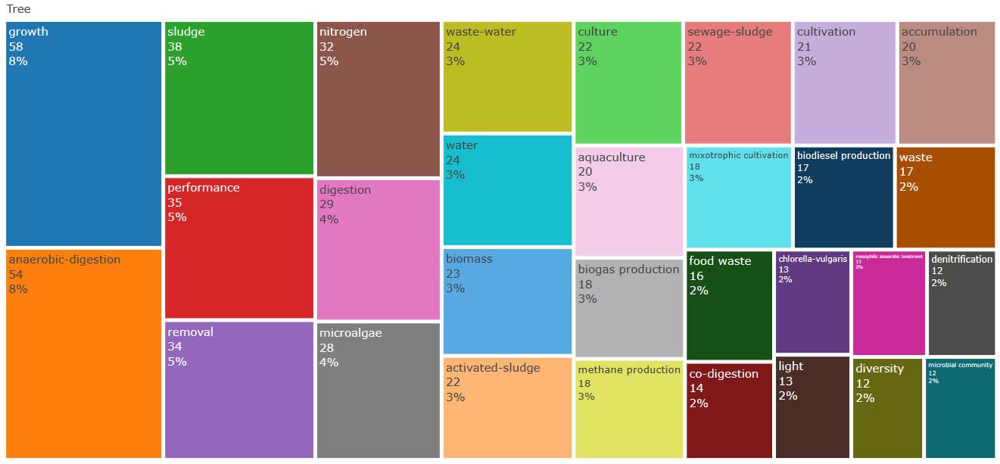 Tree
growth
58
8%
anaerobic-digestion
54
8%
sludge
38
5%
performance
35
5%
removal
34
5%
nitrogen
32
5%
digestion
29
4%
microalgae
28
4%
waste-water
24
3%
water
24
3%
biomass
23
3%
activated-sludge
22
3%
culture
22
3%
sewage-sludge
22
3%
cultivation
21
3%
accumulation
20
3%
aquaculture
20
3%
biogas production
18
3%
methane production
18
3%
mixotrophic cultivation
18
3%
biodiesel production
17
2%
waste
17
2%
food waste
16
2%
co-digestion
14
2%
chlorella-vulgaris
13
2%
light
13
2%
mesophilic anaerobic treatment
13
2%
diversity
12
2%
denitrification
12
2%
microbial community
12
2%